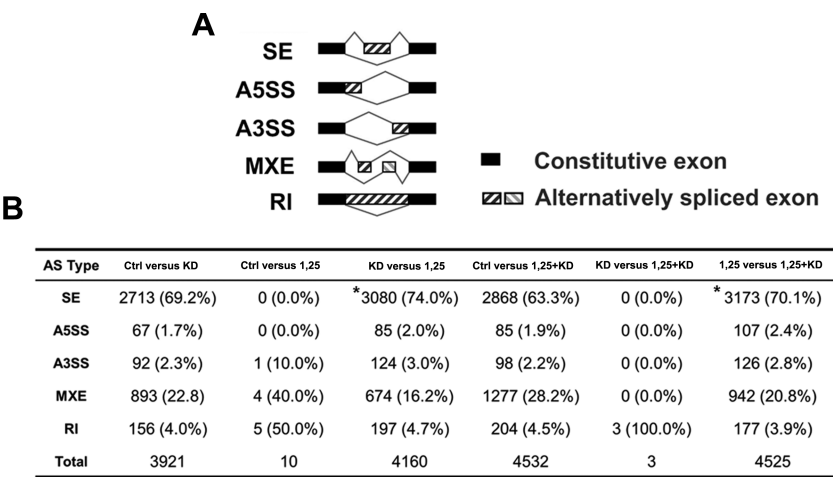 A
SE
A5SS
A3SS
MXE
RI
Constitutive exon
Alternatively spliced exon
B
AS Type Ctrl versus KD Ctrl versus 1,25 KD versus 1,25 Ctrl versus 1,25+KD KD versus 1,25+KD 1,25 versus 1,25+KD
SE 2713 (69.2%) 0 (0.0%) *3080 (74.0%) 2868 (63.3%) 0 (0.0%) *3173 (70.1%)
A5SS 67 (1.7%) 0 (0.0%) 85 (2.0%) 85 (1.9%) 0 (0.0%) 107 (2.4%)
A3SS 92 (2.3%) 1 (10.0%) 124 (3.0%) 98 (2.2%) 0 (0.0%) 126 (2.8%)
MXE 893 (22.8) 4 (40.0%) 674 (16.2%) 1277 (28.2%) 0 (0.0%) 942 (20.8%)
RI 156 (4.0%) 5 (50.0%) 197 (4.7%) 204 (4.5%) 3 (100.0%) 177 (3.9%)
Total 3921 10 4160 4532 3 4525